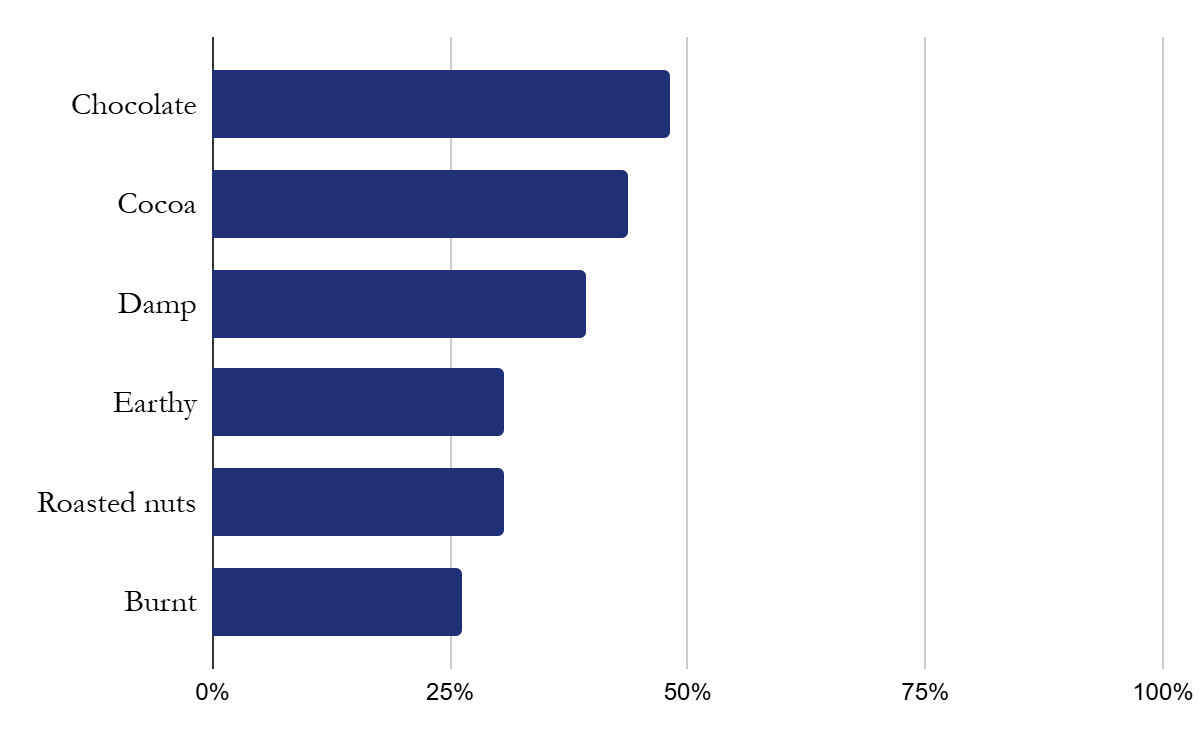 Chocolate
Cocoa
Damp
Earthy
Roasted nuts
Burnt
0% 25% 50% 75% 100%